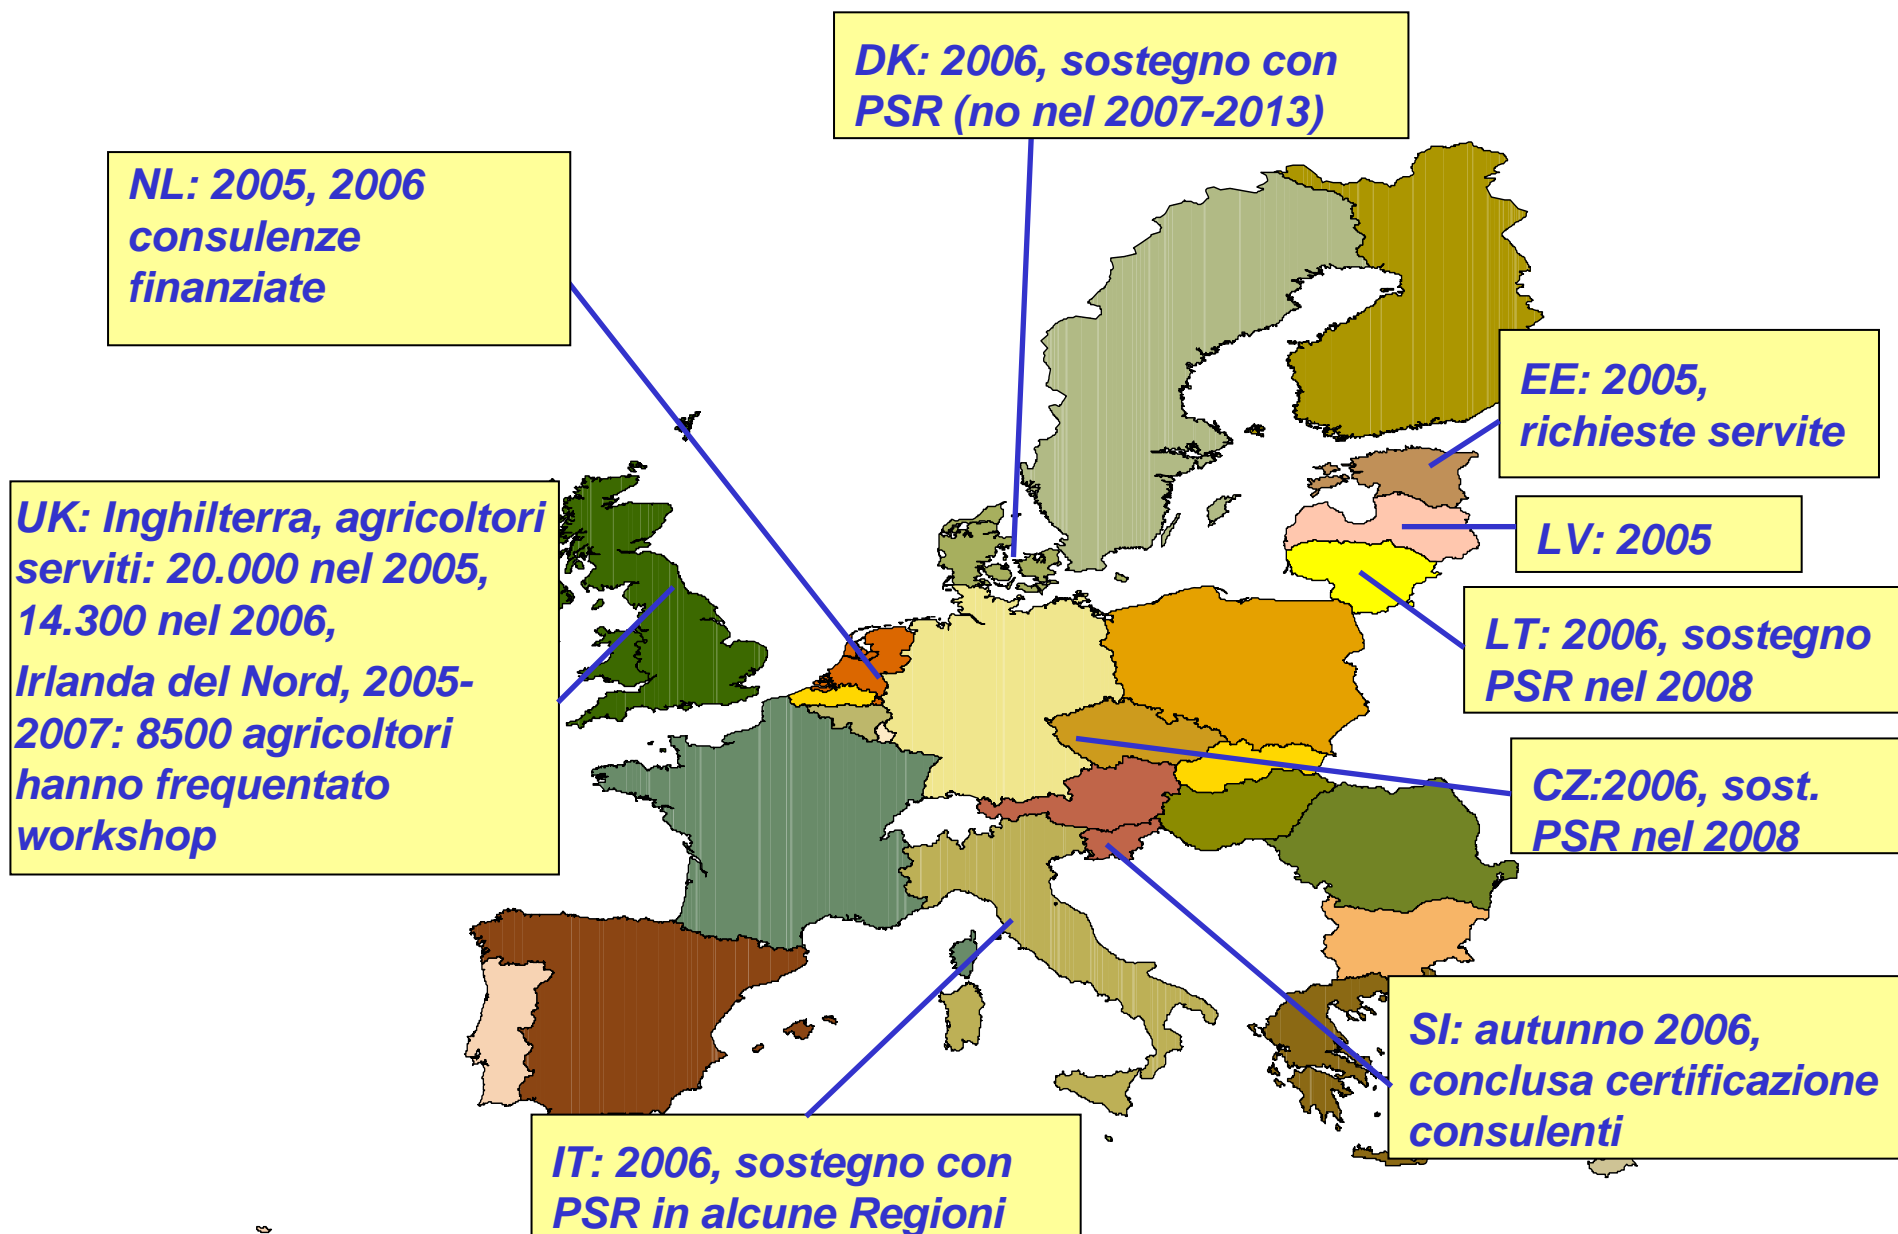 DK: 2006, sostegno con
PSR (no nel 2007-2013)
NL: 2005, 2006
consulenze
finanziate
EE: 2005,
richieste servite
UK: Inghilterra, agricoltori
serviti: 20.000 nel 2005,
14.300 nel 2006,
Irlanda del Nord, 2005-
2007: 8500 agricoltori
hanno frequentato
workshop
LV: 2005
LT: 2006, sostegno
PSR nel 2008
CZ:2006, sost.
PSR nel 2008
SI: autunno 2006,
conclusa certificazione
consulenti
IT: 2006, sostegno con
PSR in alcune Regioni